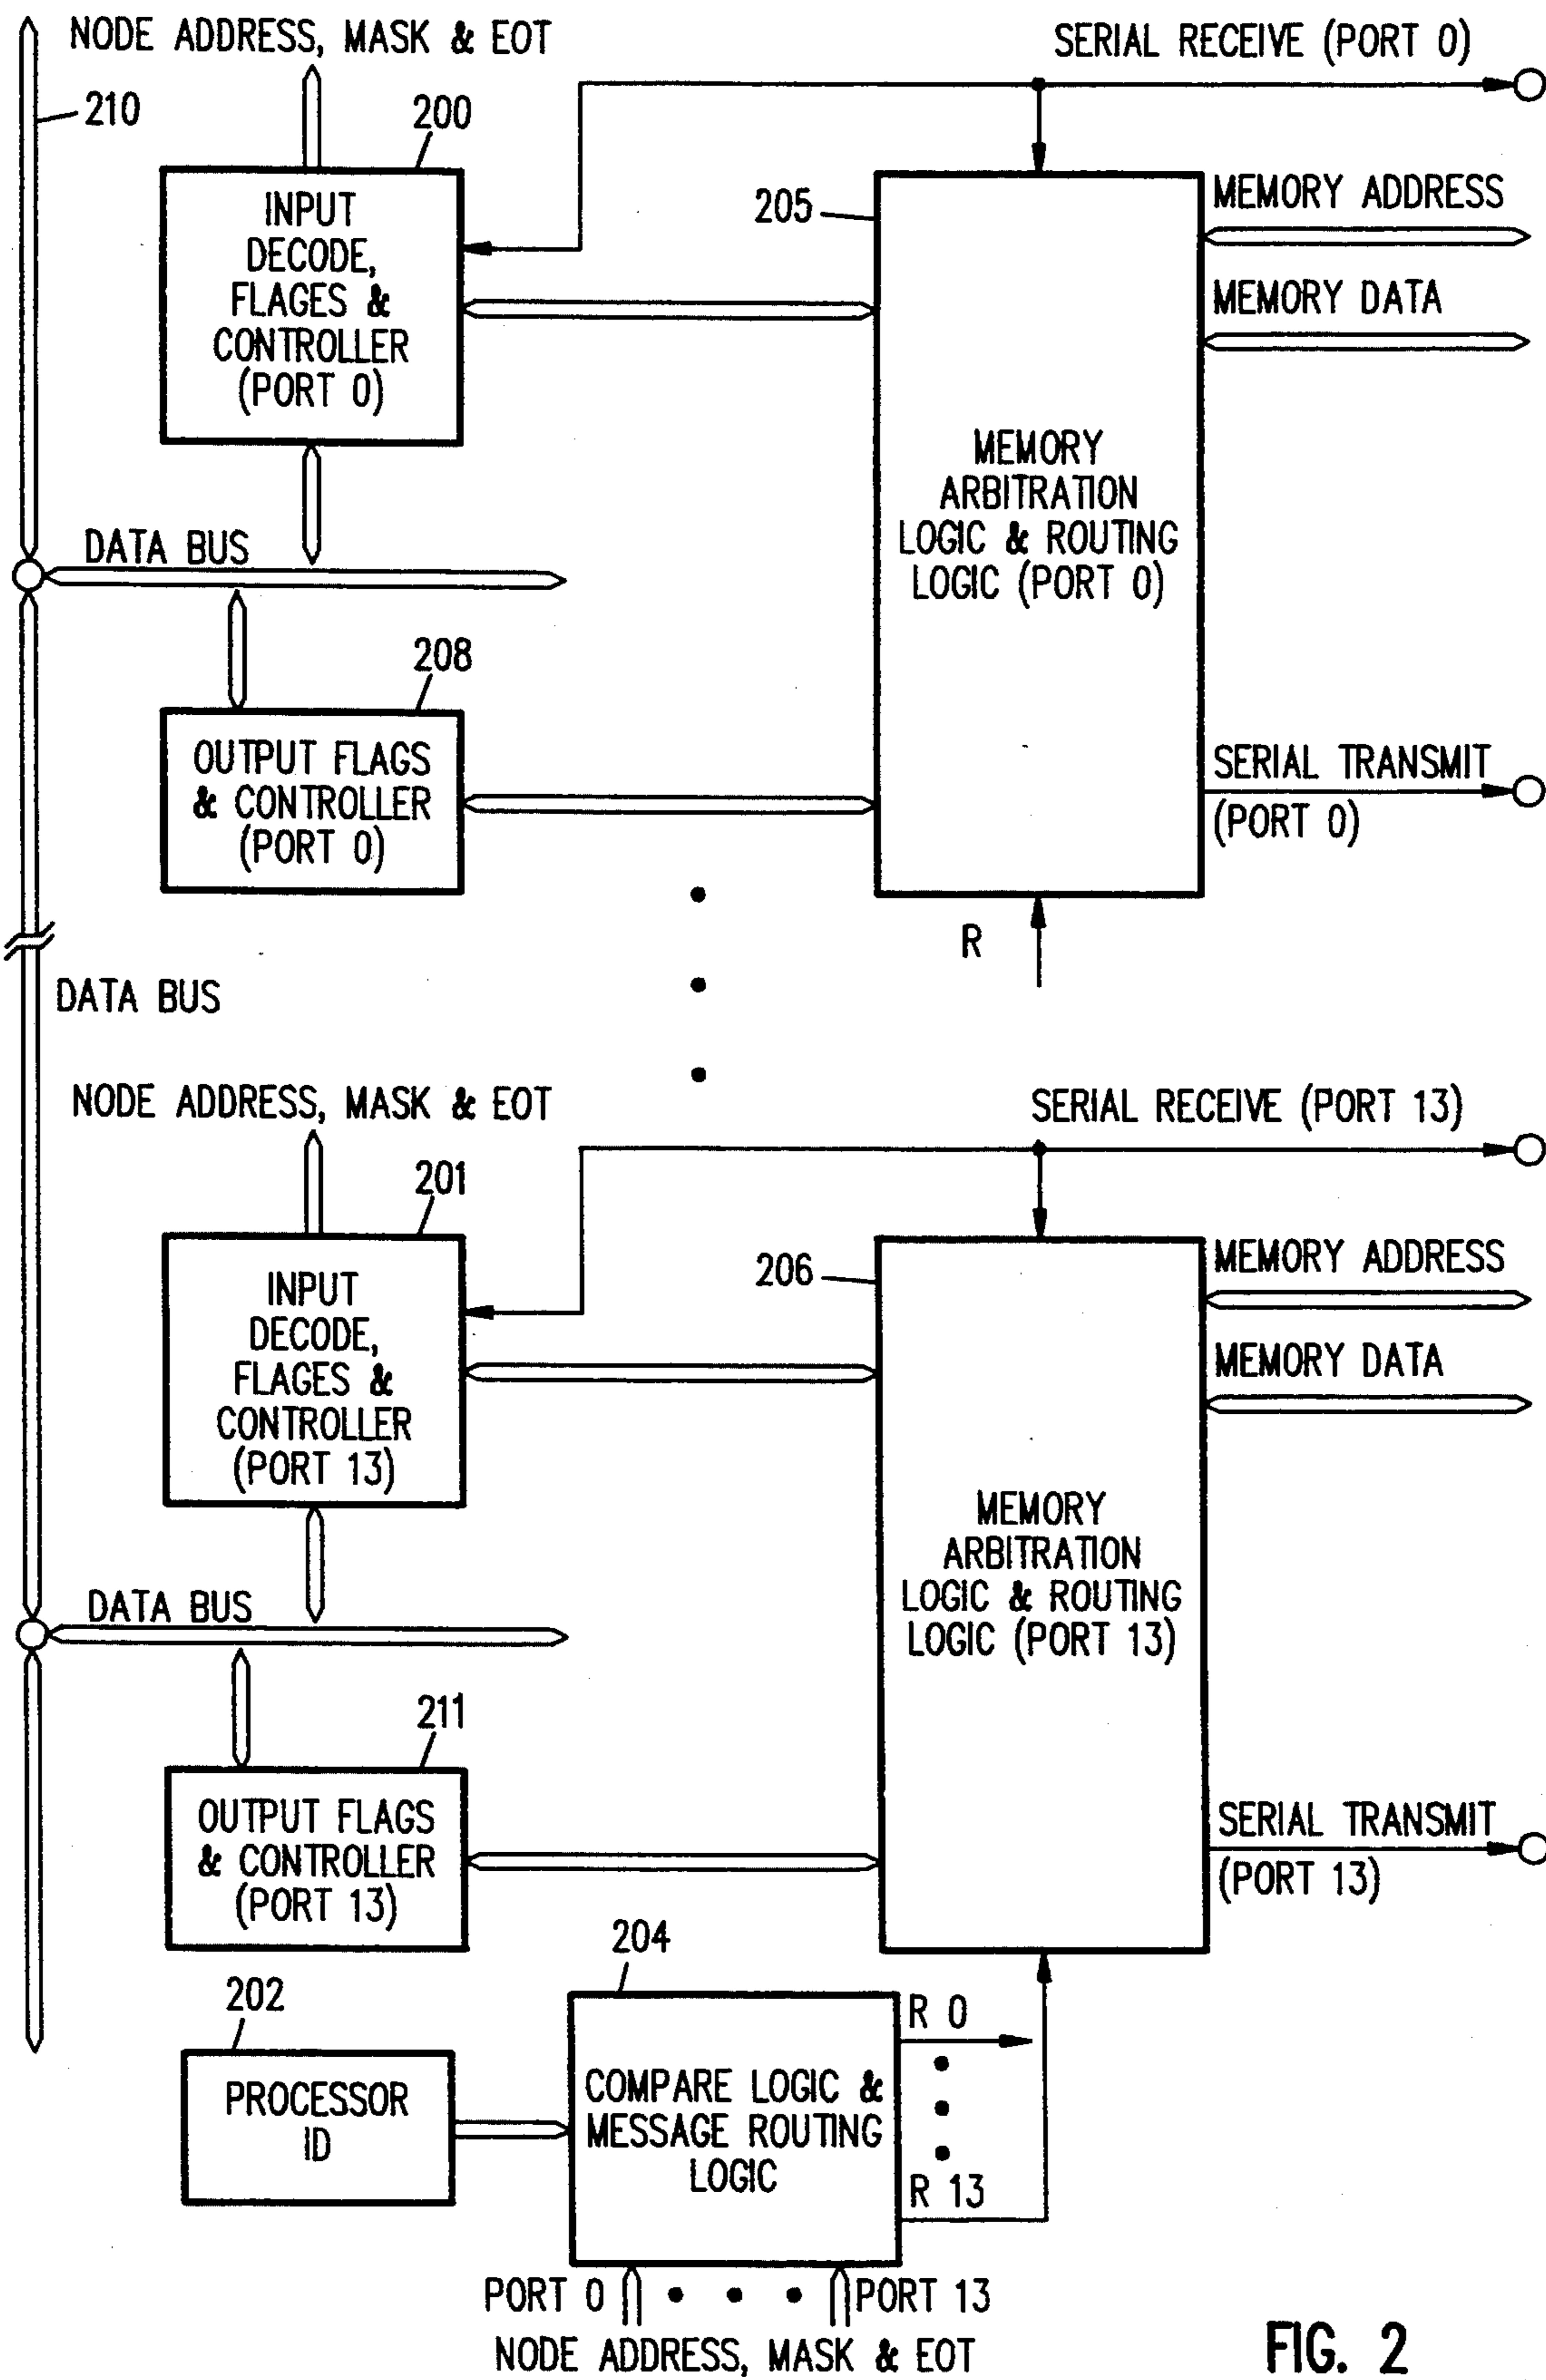 NODE ADDRESS, MASK & EOT
SERIAL RECEIVE (PORT 0)
210
200
INPUT
DECODE,
FLAGES &
CONTROLLER
(PORT 0)
205
MEMORY ADDRESS
MEMORY DATA
MEMORY
ARBITRATION
LOGIC & ROUTING
LOGIC (PORT 0)
DATA BUS
208
OUTPUT FLAGS
& CONTROLLER
(PORT 0)
SERIAL TRANSMIT
(PORT 0)
R
DATA BUS
NODE ADDRESS, MASK & EOT
SERIAL RECEIVE (PORT 13)
201
INPUT
DECODE,
FLAGES &
CONTROLLER
(PORT 13)
206
MEMORY ADDRESS
MEMORY DATA
MEMORY
ARBITRATION
LOGIC & ROUTING
LOGIC (PORT 13)
DATA BUS
211
OUTPUT FLAGS
& CONTROLLER
(PORT 13)
SERIAL TRANSMIT
(PORT 13)
202
PROCESSOR
ID
204
COMPARE LOGIC &
MESSAGE ROUTING
LOGIC
R 0
R 13
PORT 0
PORT 13
NODE ADDRESS, MASK & EOT
FIG. 2